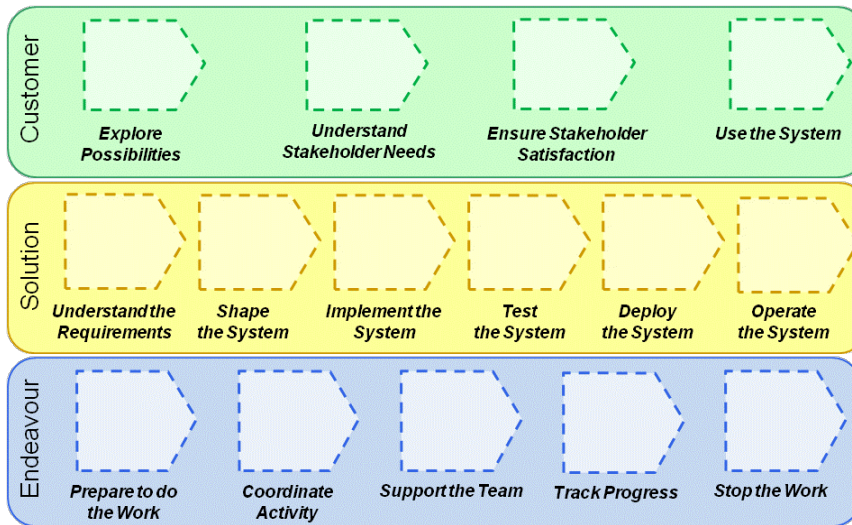 Customer
Explore
Possibilities
Understand
Stakeholder Needs
Ensure Stakeholder
Satisfaction
Use the System
Solution
Understand the
Requirements
Shape
the System
Implement the
System
Test
the System
Deploy
the System
Operate
the System
Endeavour
Prepare to do
the Work
Coordinate
Activity
Support the Team
Track Progress
Stop the Work